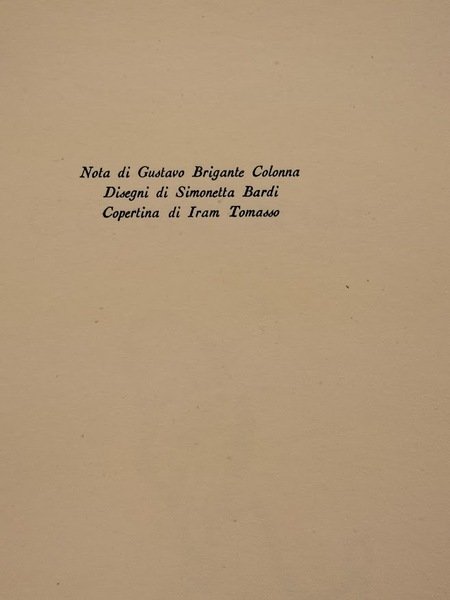 Nota di Gustavo Brigante Colonna
Disegni di Simonetta Bardi
Copertina di Iram Tomasso